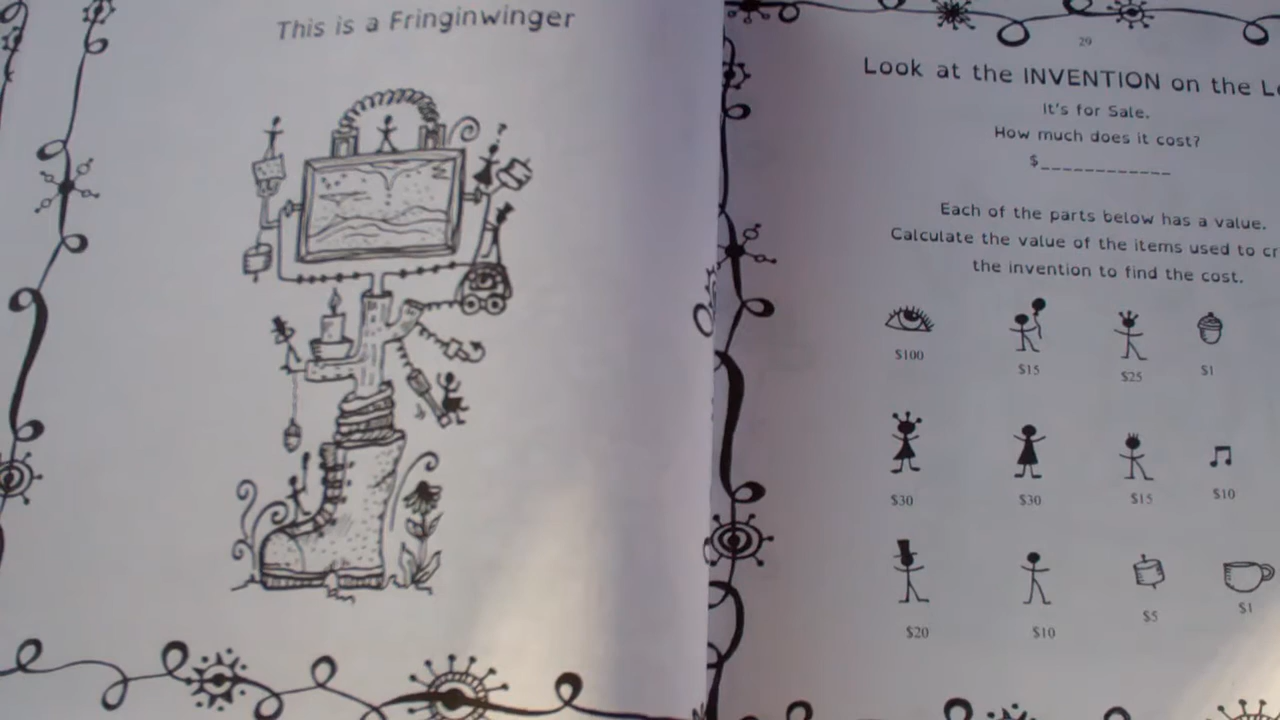 This is a Fringinwinger
29
Look at the INVENTION on the
It's for Sale.
How much does it cost?
$____________
Each of the parts below has a value.
Calculate the value of the items used to
the invention to find the cost.
$100 $15 $25 $1
$30 $30 $15 $10
$20 $10 $5 $1